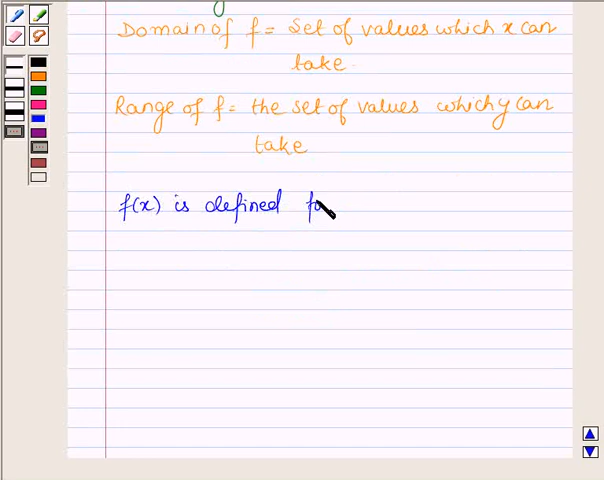 Domain of f = Set of values which x can
take
Range of f = the set of values which y can
take
f(x) is defined